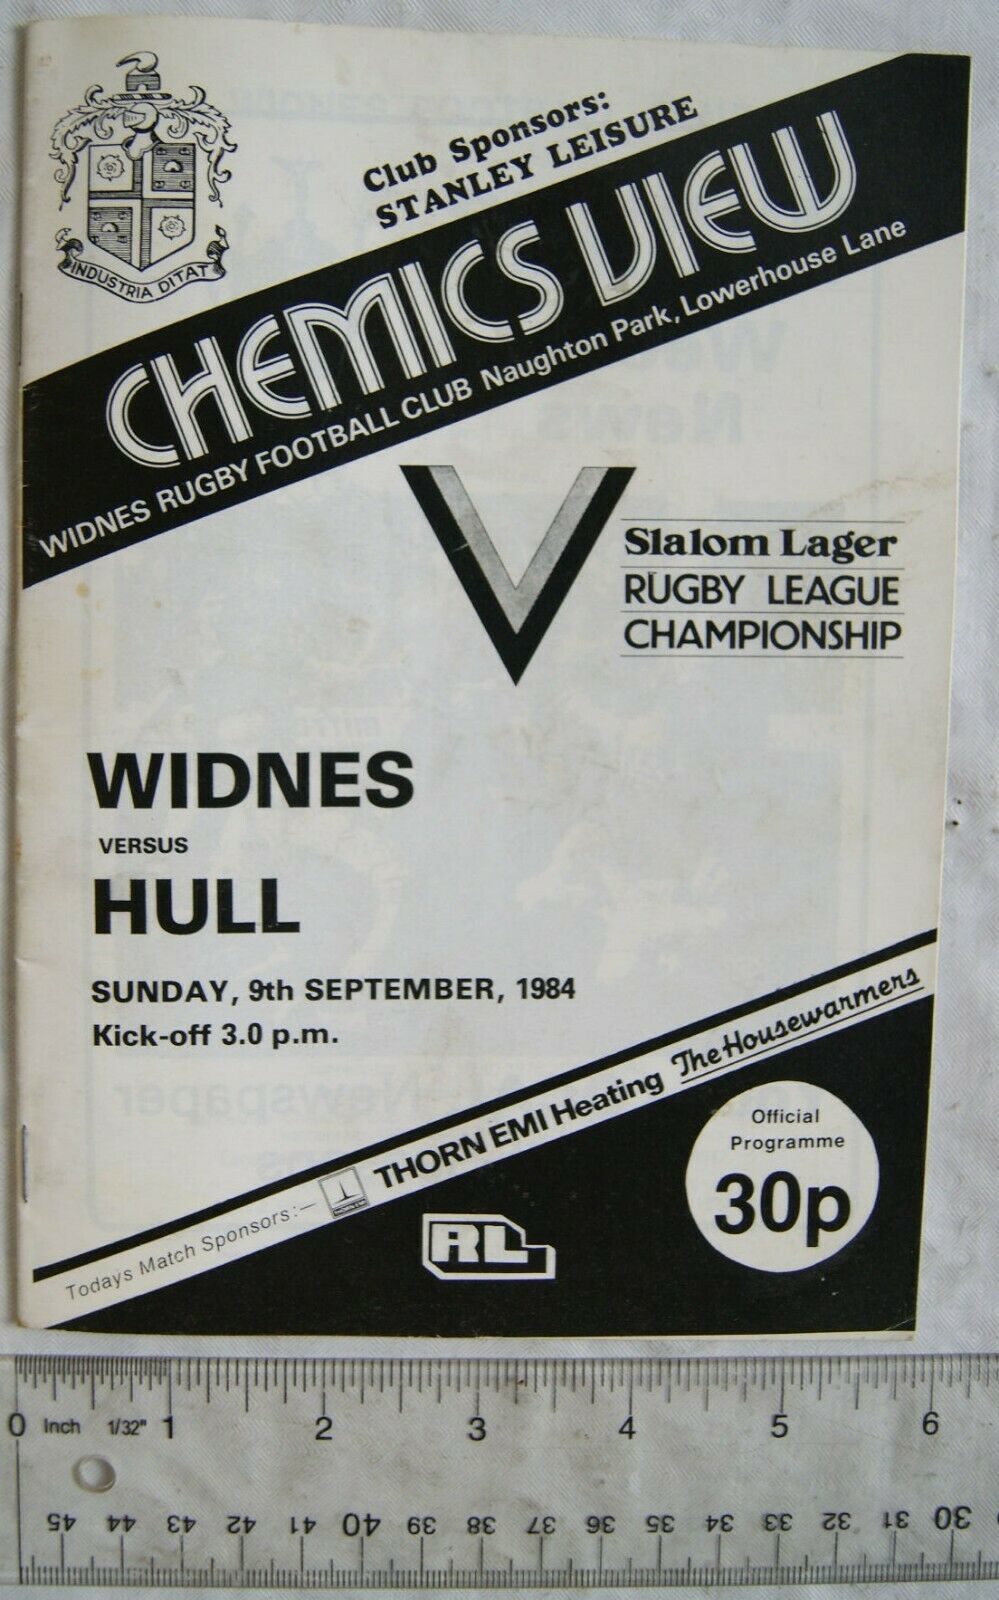 INDUSTRIA DITAT
Club Sponsors:
STANLEY LEISURE
CHEMICS VIEW
WIDNES RUGBY FOOTBALL CLUB Naughton Park, Lowerhouse Lane
Slalom Lager
RUGBY LEAGUE
CHAMPIONSHIP
WIDNES
VERSUS
HULL
SUNDAY, 9th SEPTEMBER, 1984
Kick-off 3.0 p.m.
Todays Match Sponsors:— THORN EMI Heating The Housewarmers
RL
Official
Programme
30p
0 Inch 1/32" 1 2 3 4 5 6
45 44 43 42 41 40 39 38 37 36 35 34 33 32 31 30